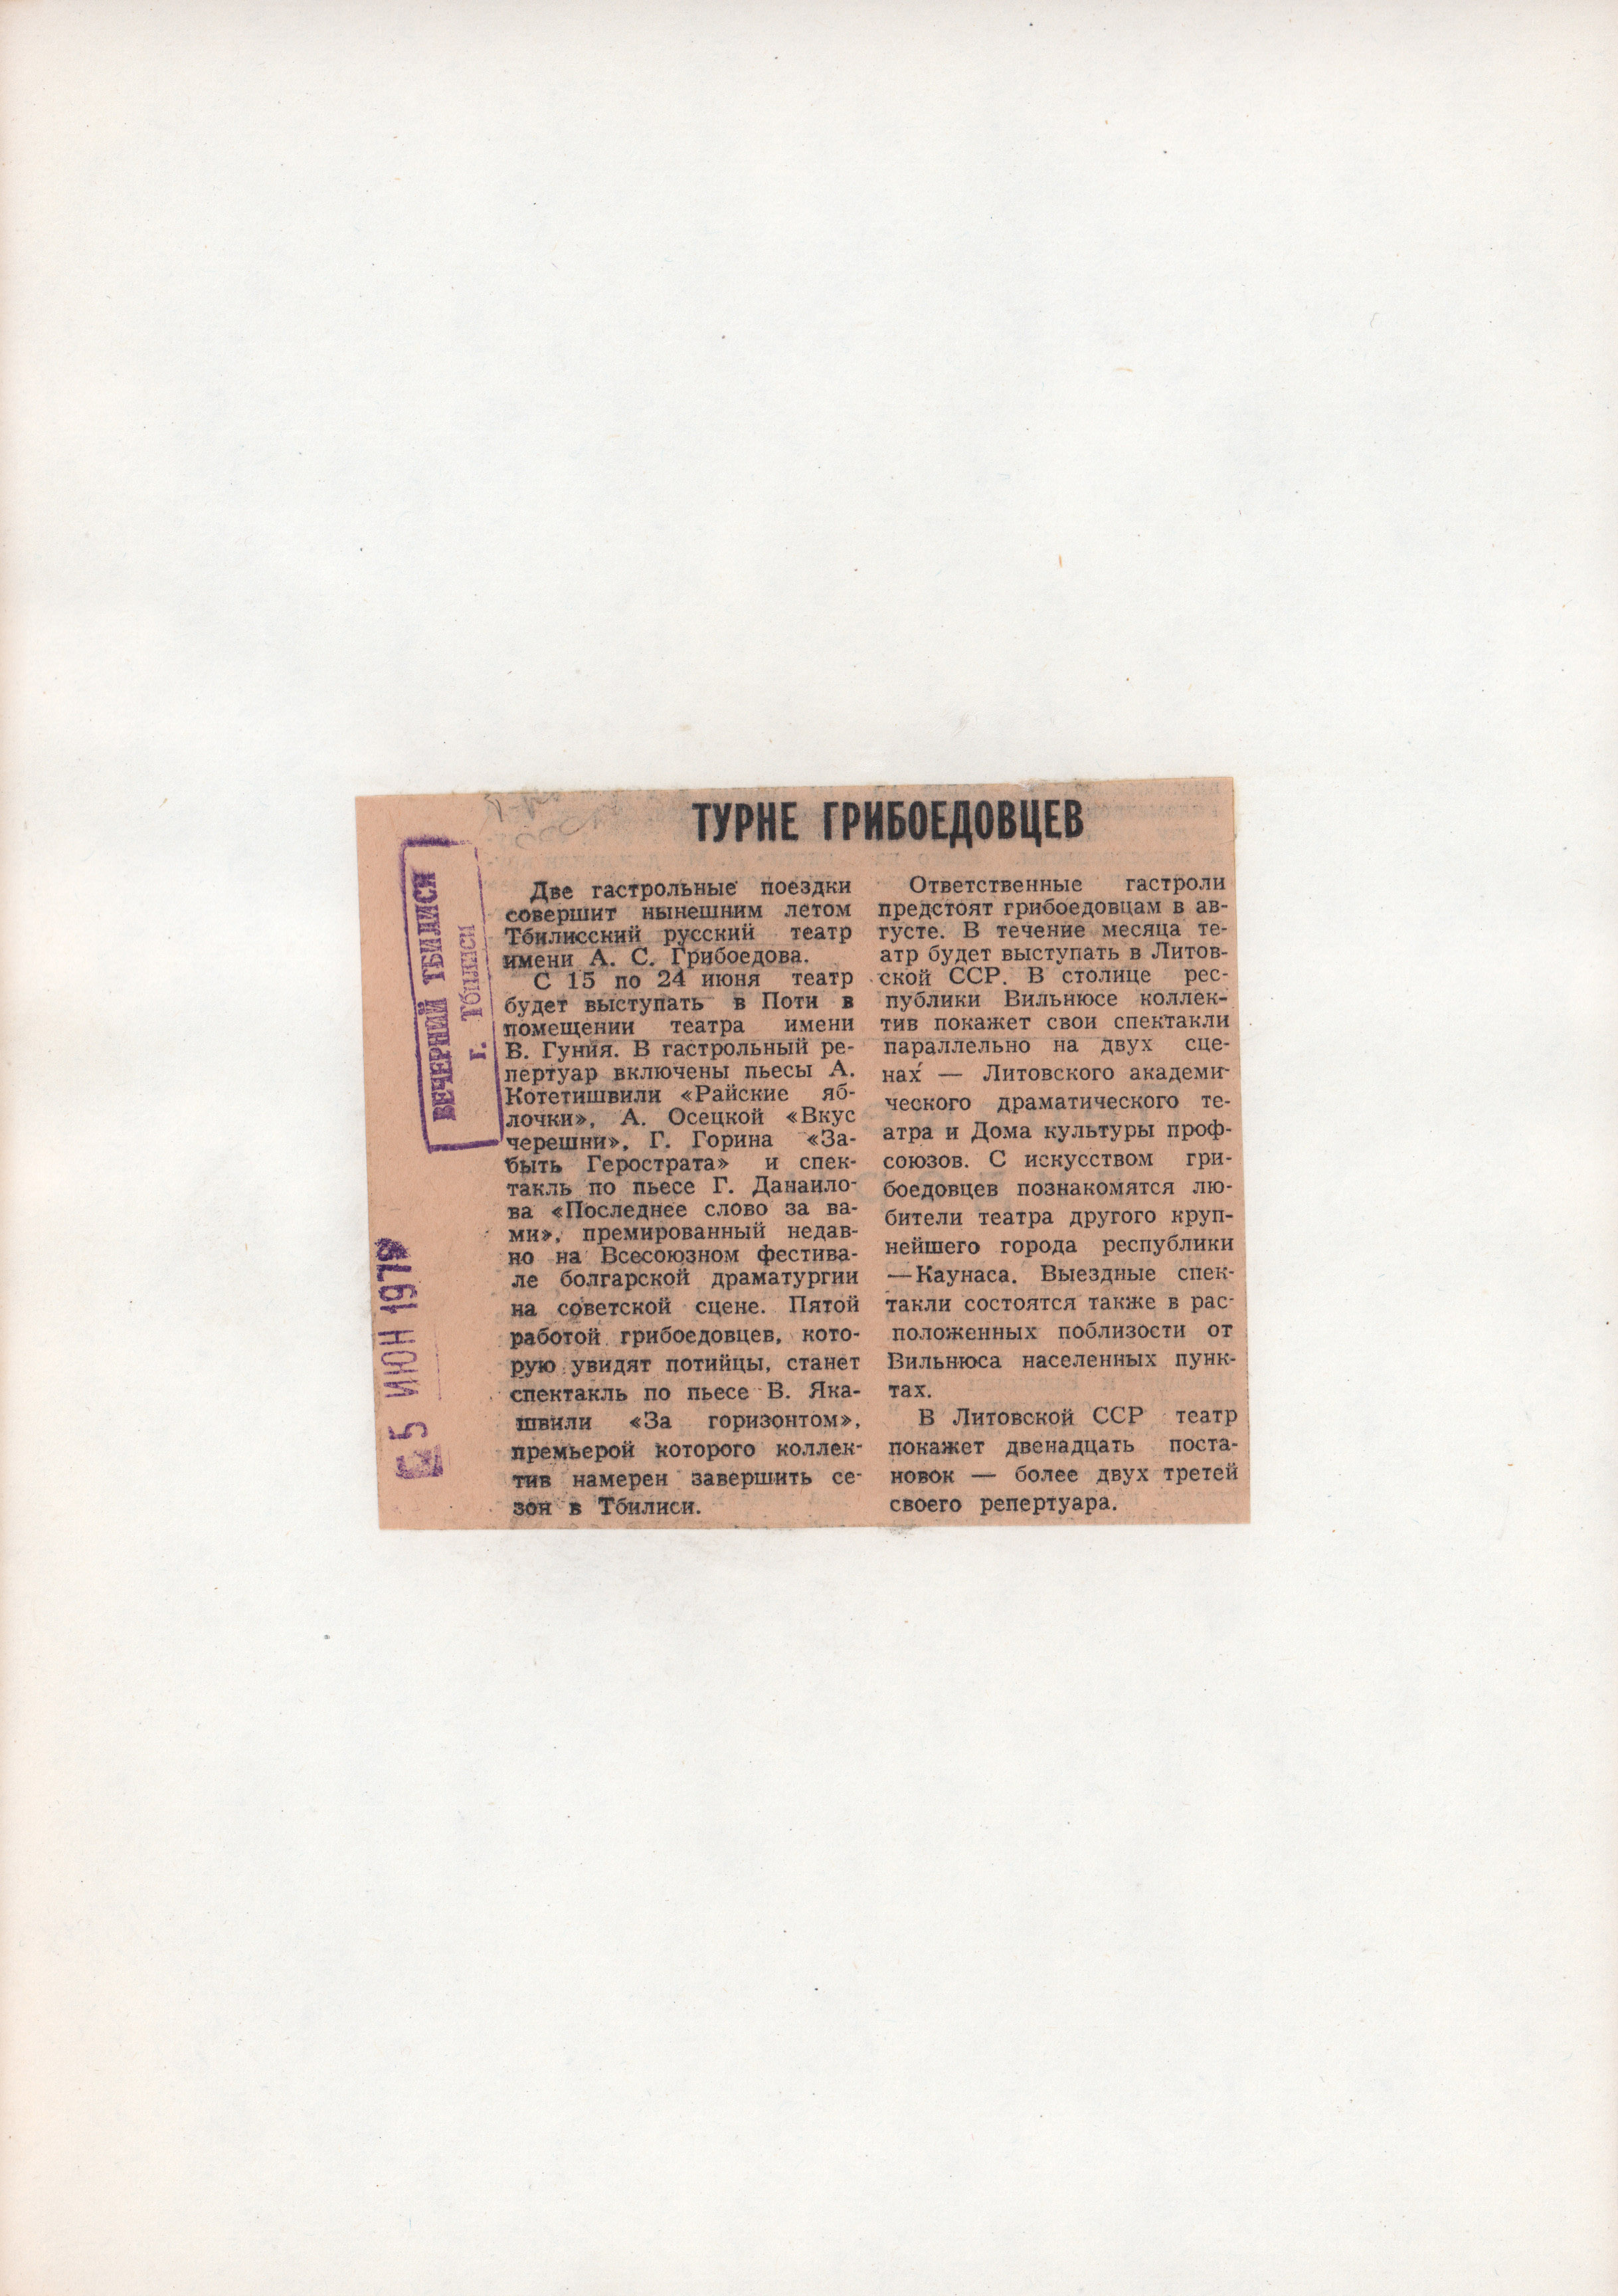 ТУРНЕ ГРИБОЕДОВЦЕВ
ВЕЧЕРНИЙ ТБИЛИСИ
г. Тбилиси
5 ИЮН 1979
Две гастрольные поездки
совершит нынешним летом
Тбилисский русский театр
имени А. С. Грибоедова.
С 15 по 24 июня театр
будет выступать в Поти в
помещении театра имени
В. Гуния. В гастрольный ре-
пертуар включены пьесы А.
Котетишвили «Райские яб-
лочки», А. Осецкой «Вкус
черешни», Г. Горина «За-
быть Герострата» и спек-
такль по пьесе Г. Данаило-
ва «Последнее слово за ва-
ми», премированный недав-
но на Всесоюзном фестива-
ле болгарской драматургии
на советской сцене. Пятой
работой грибоедовцев, кото-
рую увидят потийцы, станет
спектакль по пьесе В. Яка-
швили «За горизонтом»,
премьерой которого коллек-
тив намерен завершить се-
зон в Тбилиси.
Ответственные гастроли
предстоят грибоедовцам в ав-
густе. В течение месяца те-
атр будет выступать в Литов-
ской ССР. В столице рес-
публики Вильнюсе коллек-
тив покажет свои спектакли
параллельно на двух сце-
нах — Литовского академи-
ческого драматического те-
атра и Дома культуры проф-
союзов. С искусством гри-
боедовцев познакомятся лю-
бители театра другого круп-
нейшего города республики
—Каунаса. Выездные спек-
такли состоятся также в рас-
положенных поблизости от
Вильнюса населенных пунк-
тах.
В Литовской ССР театр
покажет двенадцать поста-
новок — более двух третей
своего репертуара.